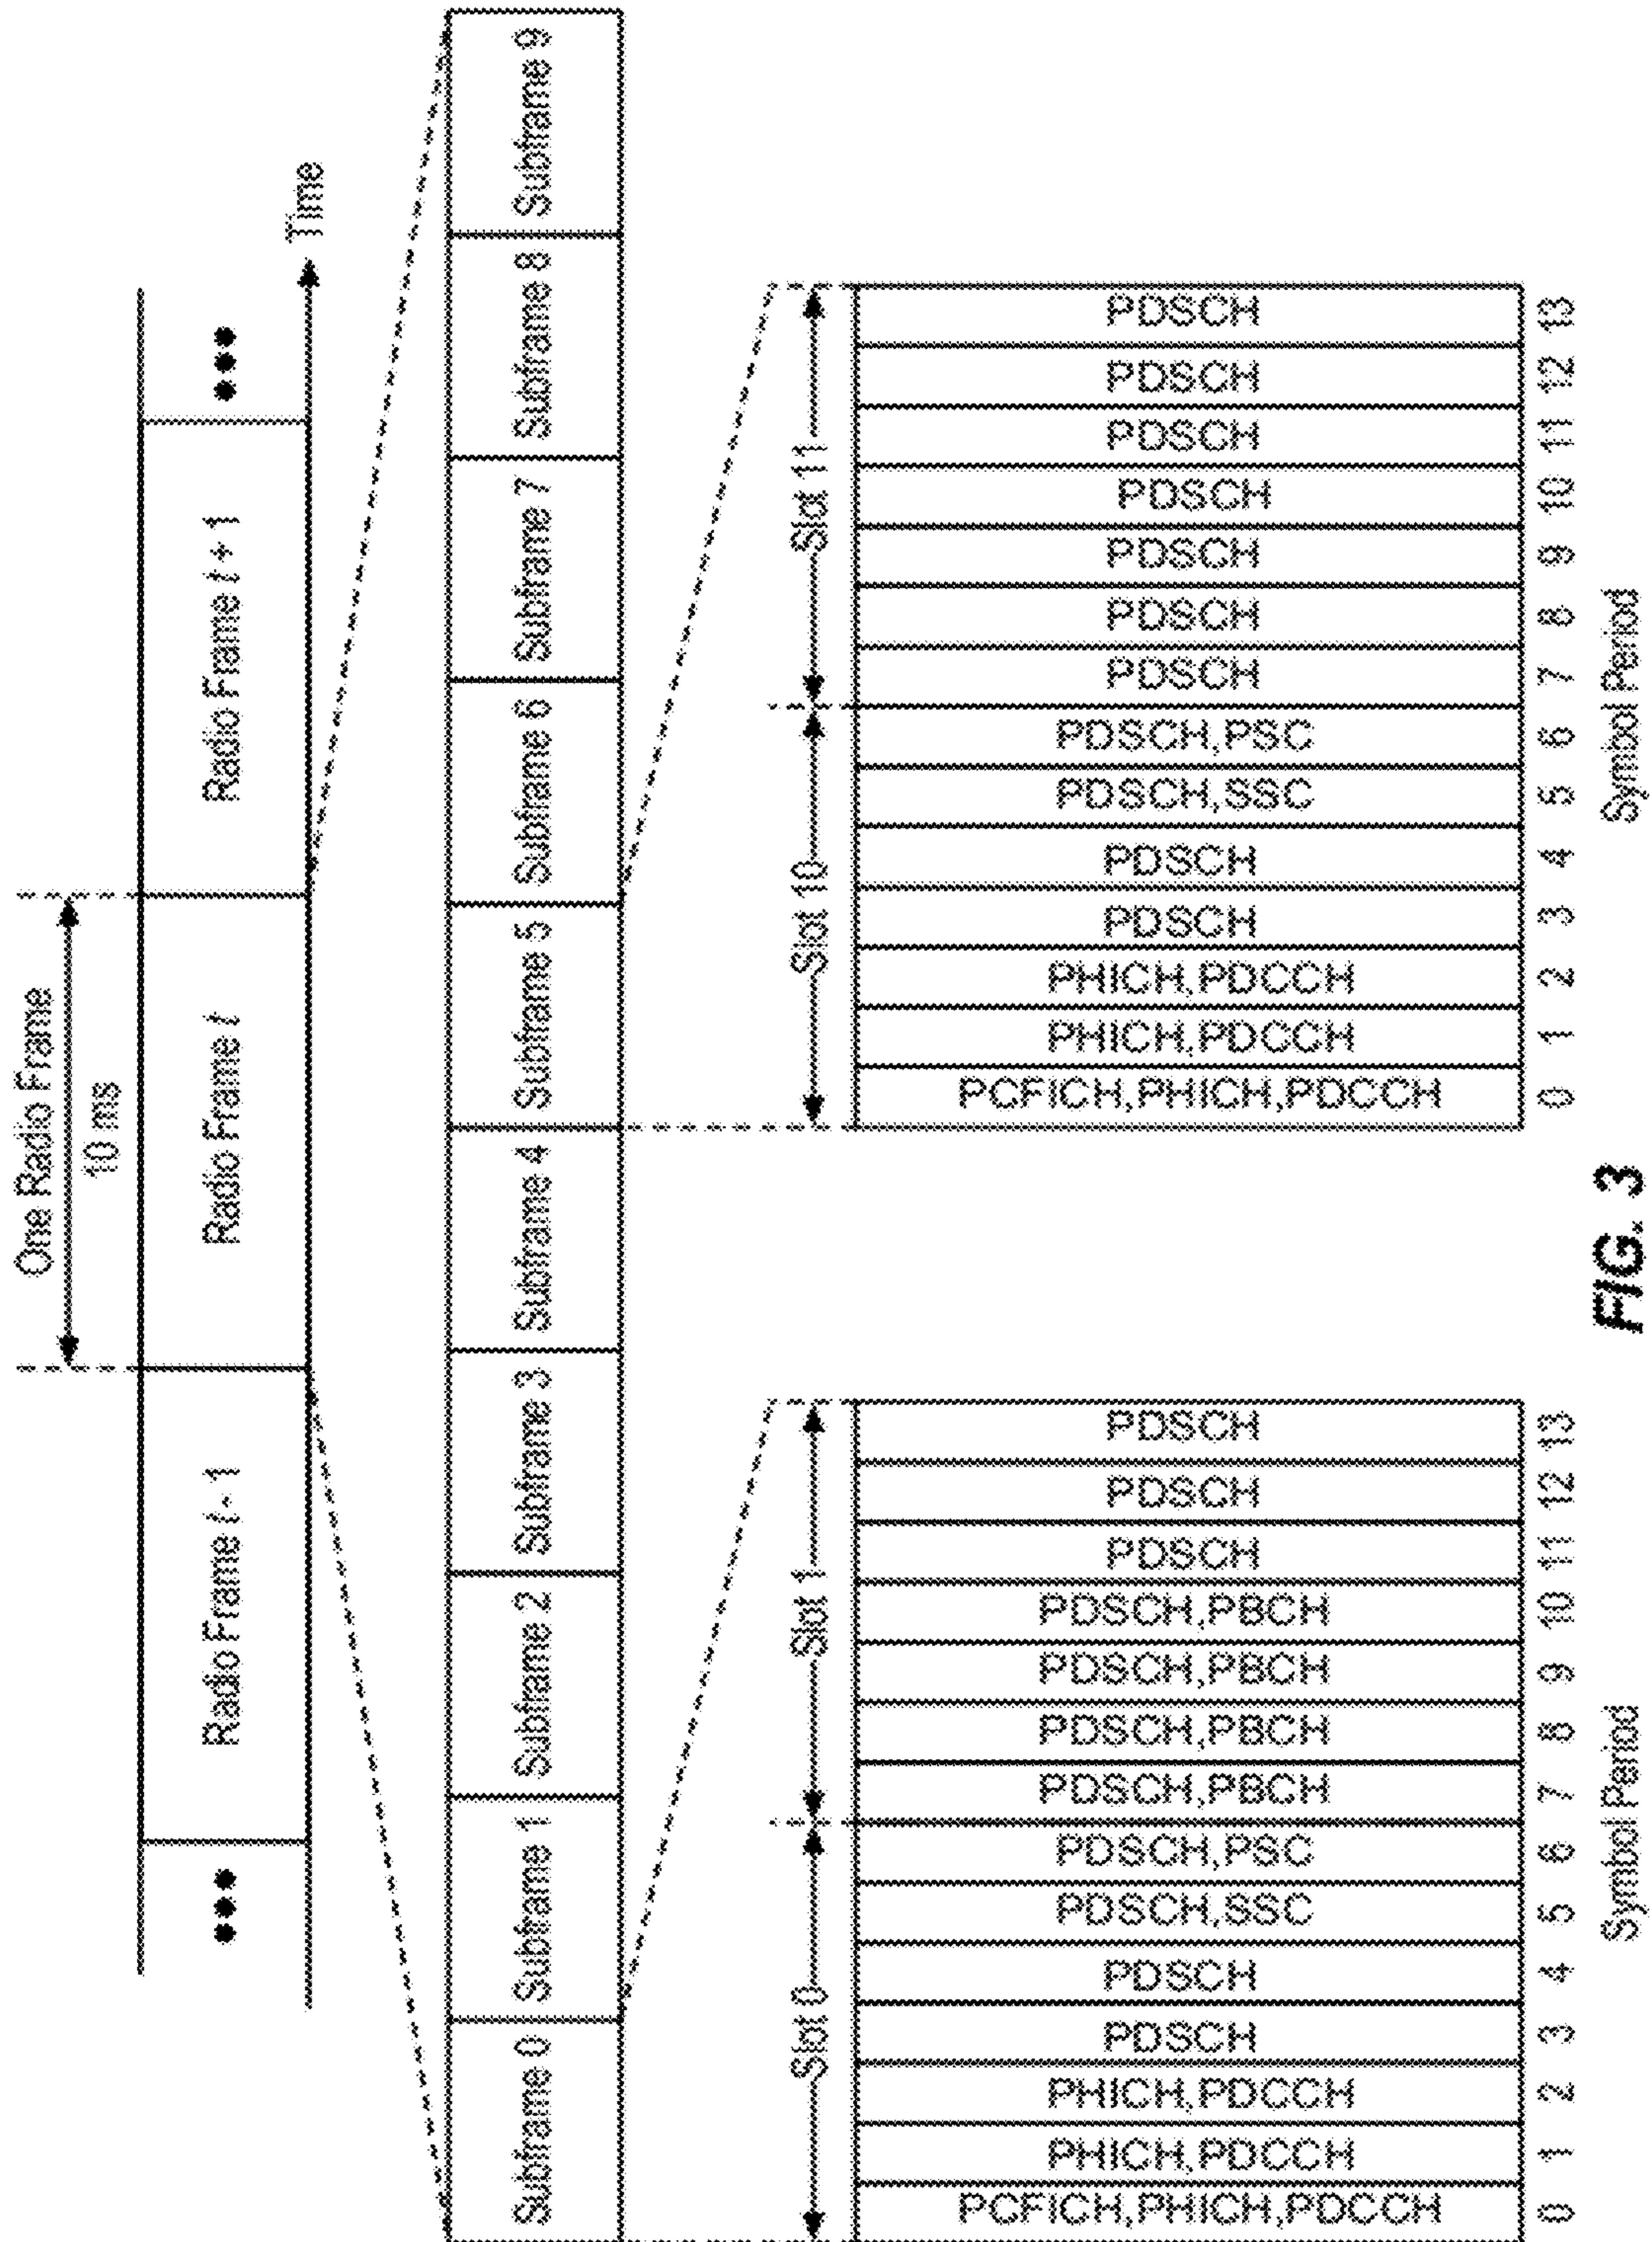 One Radio Frame
10 ms
Radio Frame t - 1
Radio Frame t
Radio Frame t + 1
Time
Subframe 0
Subframe 1
Subframe 2
Subframe 3
Subframe 4
Subframe 5
Subframe 6
Subframe 7
Subframe 8
Subframe 9
Slot 0
Slot 1
PCFICH,PHICH,PDCCH
PHICH,PDCCH
PHICH,PDCCH
PDSCH
PDSCH
PDSCH,SSC
PDSCH,PSC
PDSCH,PBCH
PDSCH,PBCH
PDSCH,PBCH
PDSCH,PBCH
PDSCH
PDSCH
PDSCH
0 1 2 3 4 5 6 7 8 9 10 11 12 13
Symbol Period
Slot 10
Slot 11
PCFICH,PHICH,PDCCH
PHICH,PDCCH
PHICH,PDCCH
PDSCH
PDSCH
PDSCH,SSC
PDSCH,PSC
PDSCH
PDSCH
PDSCH
PDSCH
PDSCH
PDSCH
PDSCH
0 1 2 3 4 5 6 7 8 9 10 11 12 13
Symbol Period
FIG. 3